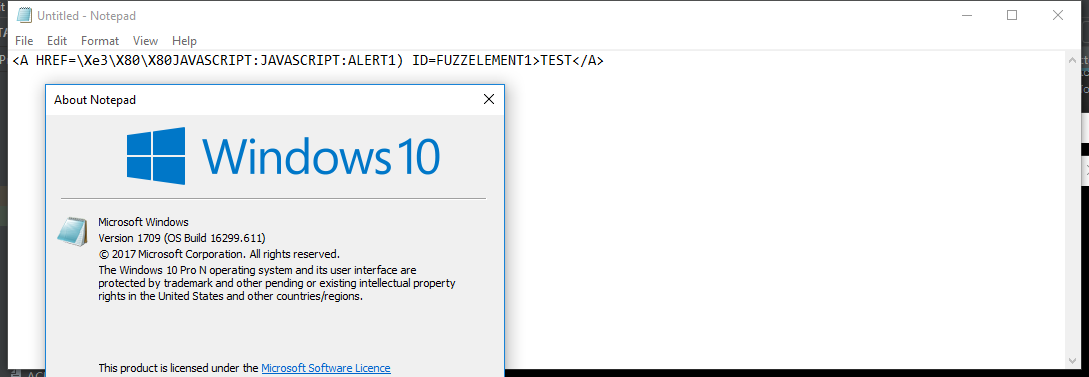 Untitled - Notepad
File Edit Format View Help
<A HREF=\Xe3\X80\X80JAVASCRIPT:JAVASCRIPT:ALERT1) ID=FUZZELEMENT1>TEST</A>
About Notepad
Windows 10
Microsoft Windows
Version 1709 (OS Build 16299.611)
© 2017 Microsoft Corporation. All rights reserved.
The Windows 10 Pro N operating system and its user interface are
protected by trademark and other pending or existing intellectual property
rights in the United States and other countries/regions.
This product is licensed under the Microsoft Software Licence